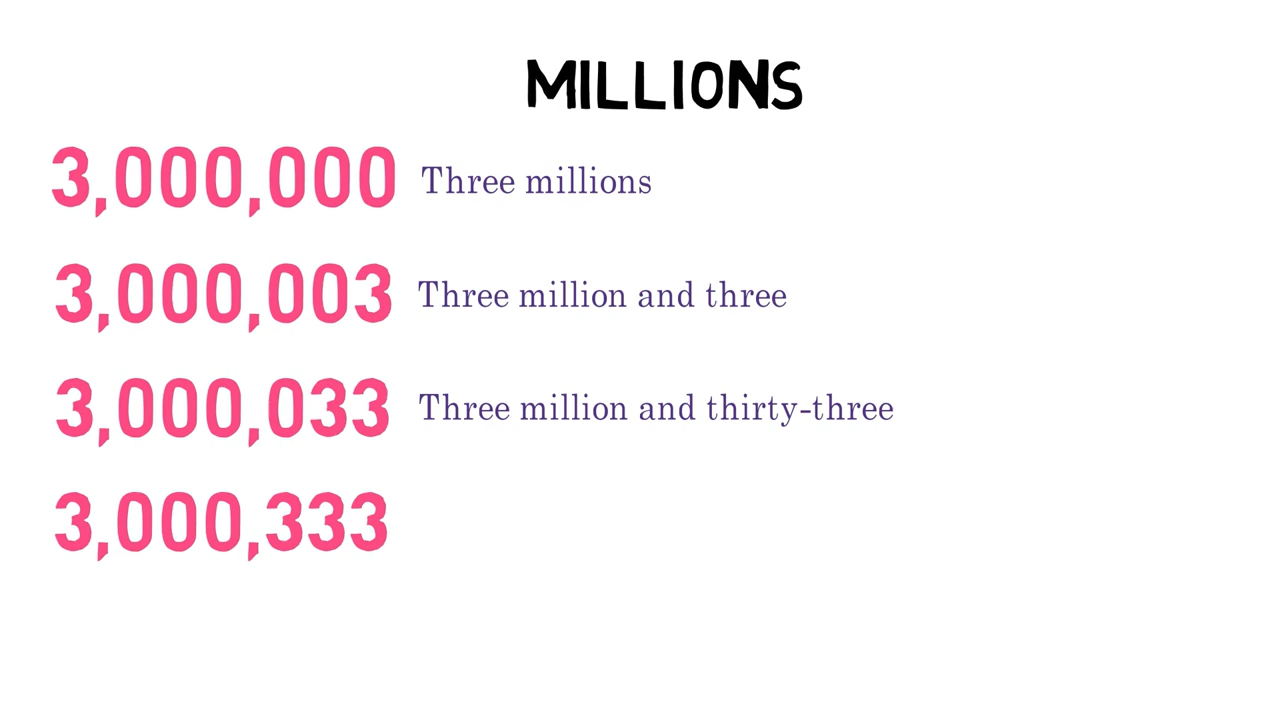 MILLIONS
3,000,000 Three millions
3,000,003 Three million and three
3,000,033 Three million and thirty-three
3,000,333